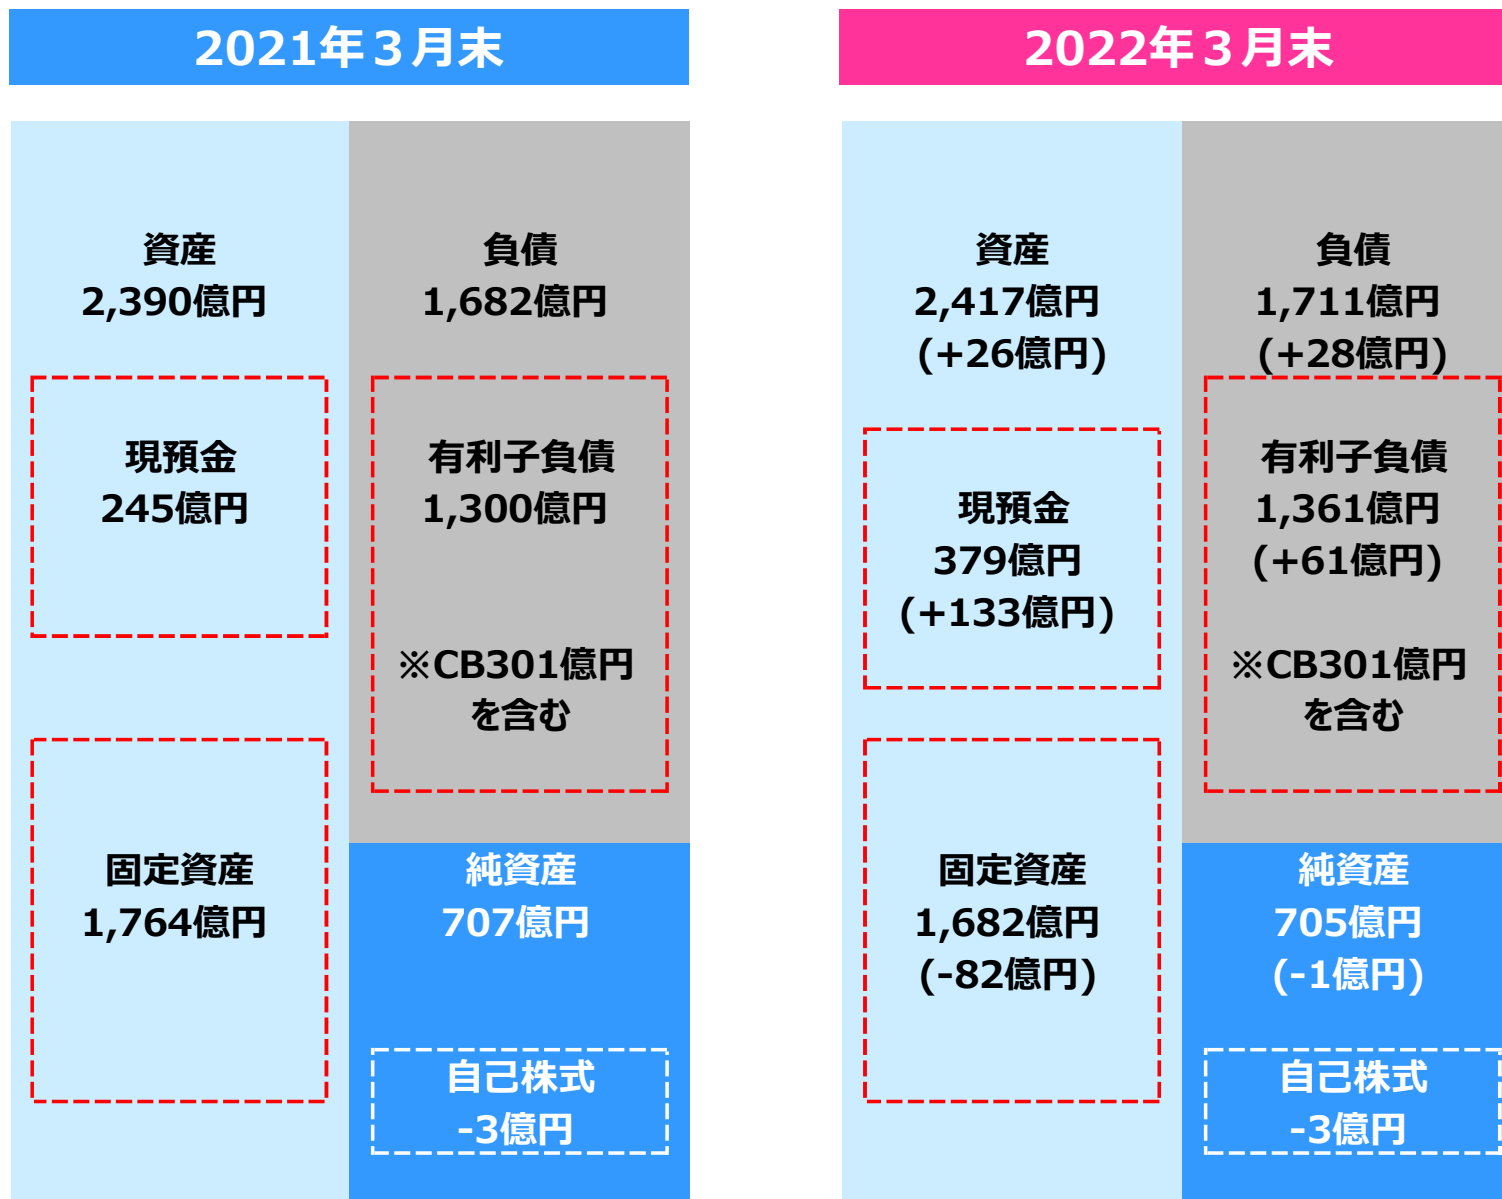 2021年３月末
資産
2,390億円
現預金
245億円
固定資産
1,764億円
負債
1,682億円
有利子負債
1,300億円
※CB301億円
を含む
純資産
707億円
自己株式
-3億円
2022年３月末
資産
2,417億円
(+26億円)
現預金
379億円
(+133億円)
固定資産
1,682億円
(-82億円)
負債
1,711億円
(+28億円)
有利子負債
1,361億円
(+61億円)
※CB301億円
を含む
純資産
705億円
(-1億円)
自己株式
-3億円